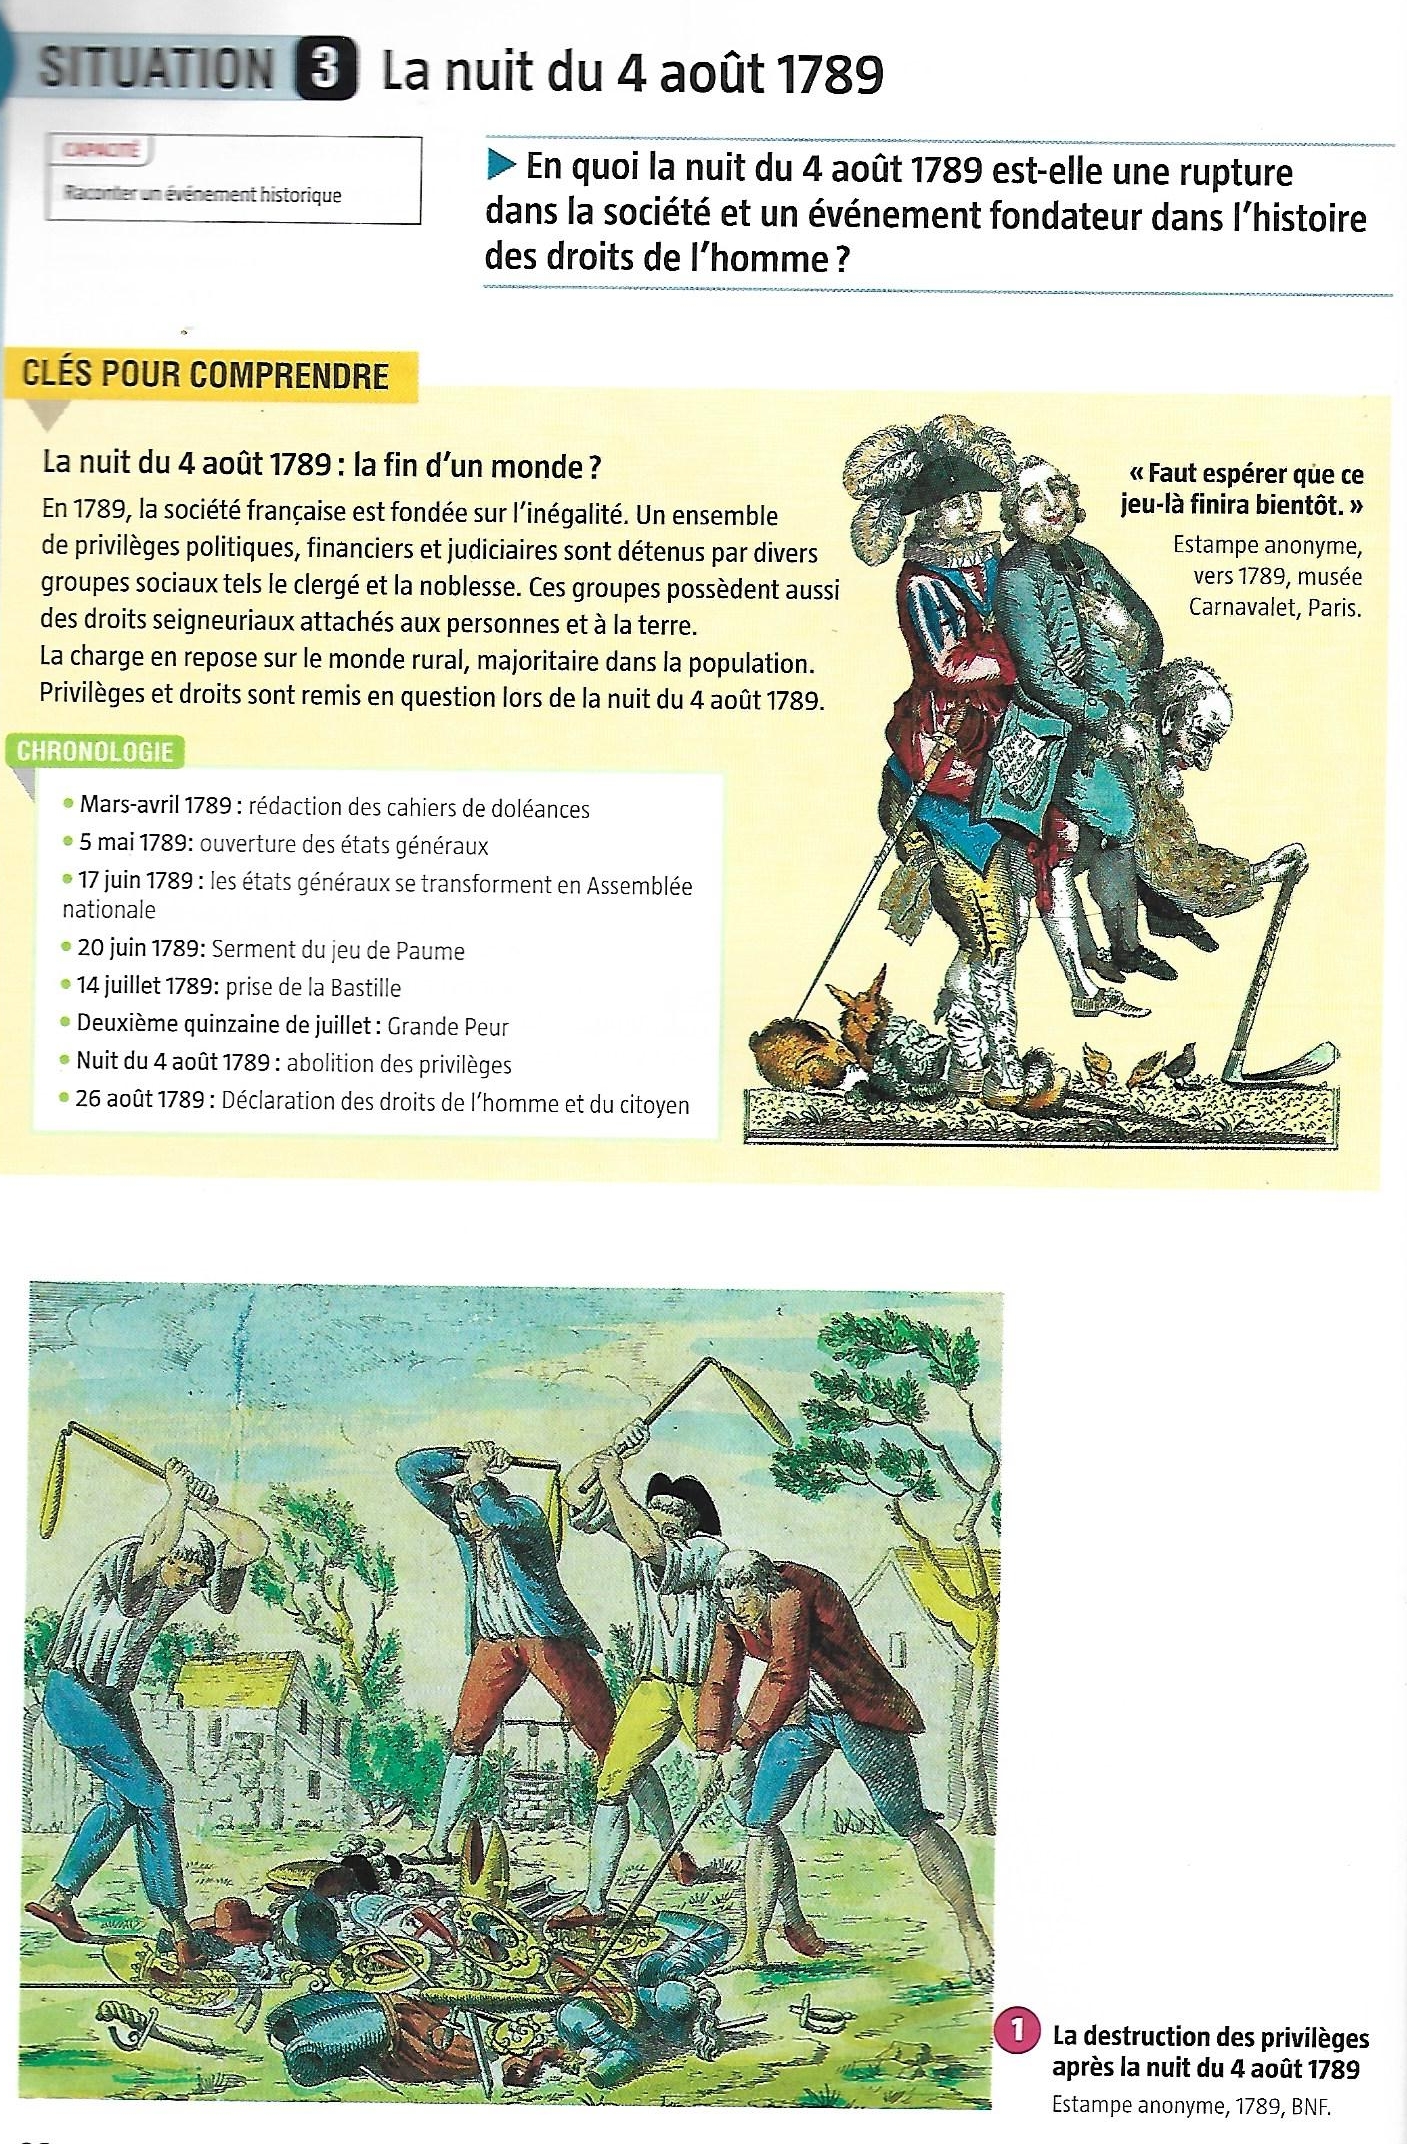 SITUATION 3 La nuit du 4 août 1789
CAPACITÉ
Raconter un événement historique
En quoi la nuit du 4 août 1789 est-elle une rupture
dans la société et un événement fondateur dans l'histoire
des droits de l'homme ?
CLÉS POUR COMPRENDRE
La nuit du 4 août 1789 : la fin d'un monde ?
En 1789, la société française est fondée sur l'inégalité. Un ensemble
de privilèges politiques, financiers et judiciaires sont détenus par divers
groupes sociaux tels le clergé et la noblesse. Ces groupes possèdent aussi
des droits seigneuriaux attachés aux personnes et à la terre.
La charge en repose sur le monde rural, majoritaire dans la population.
Privilèges et droits sont remis en question lors de la nuit du 4 août 1789.
« Faut espérer que ce
jeu-là finira bientôt. »
Estampe anonyme,
vers 1789, musée
Carnavalet, Paris.
CHRONOLOGIE
• Mars-avril 1789 : rédaction des cahiers de doléances
• 5 mai 1789: ouverture des états généraux
• 17 juin 1789 : les états généraux se transforment en Assemblée
nationale
• 20 juin 1789: Serment du jeu de Paume
• 14 juillet 1789: prise de la Bastille
• Deuxième quinzaine de juillet : Grande Peur
• Nuit du 4 août 1789 : abolition des privilèges
• 26 août 1789 : Déclaration des droits de l'homme et du citoyen
1 La destruction des privilèges
après la nuit du 4 août 1789
Estampe anonyme, 1789, BNF.